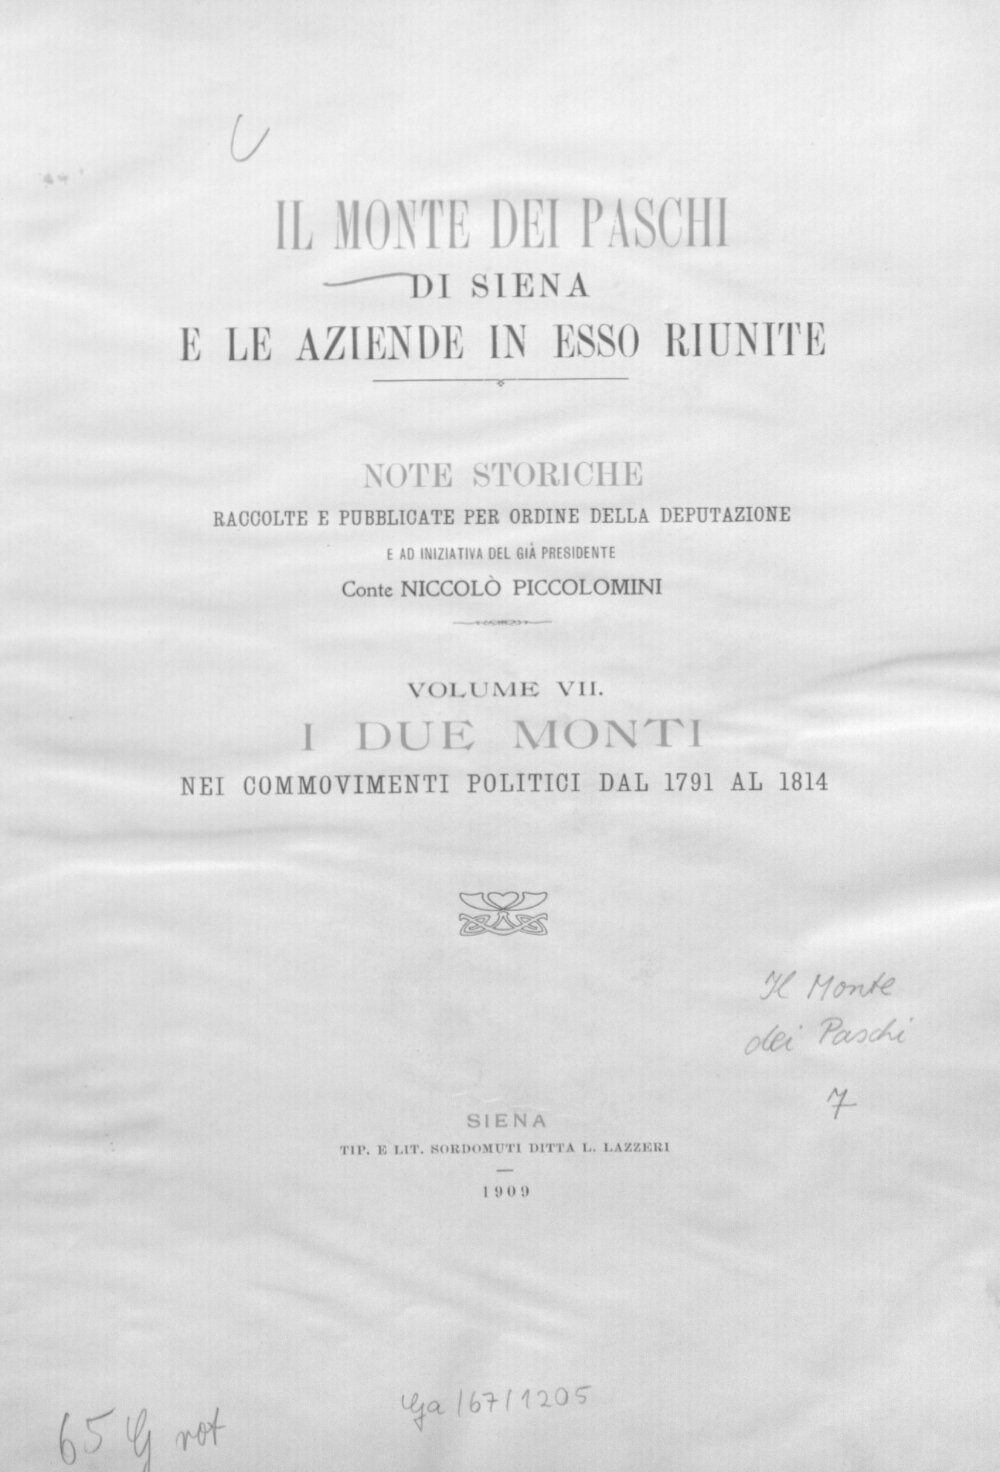 IL MONTE DEI PASCHI
DI SIENA
E LE AZIENDE IN ESSO RIUNITE
NOTE STORICHE
RACCOLTE E PUBBLICATE PER ORDINE DELLA DEPUTAZIONE
E AD INIZIATIVA DEL GIÀ PRESIDENTE
Conte NICCOLÒ PICCOLOMINI
VOLUME VII.
I DUE MONTI
NEI COMMOVIMENTI POLITICI DAL 1791 AL 1814
Il Monte
dei Paschi
7
SIENA
TIP. E LIT. SORDOMUTI DITTA L. LAZZERI
1909
Ga/67/1205
65 G rot